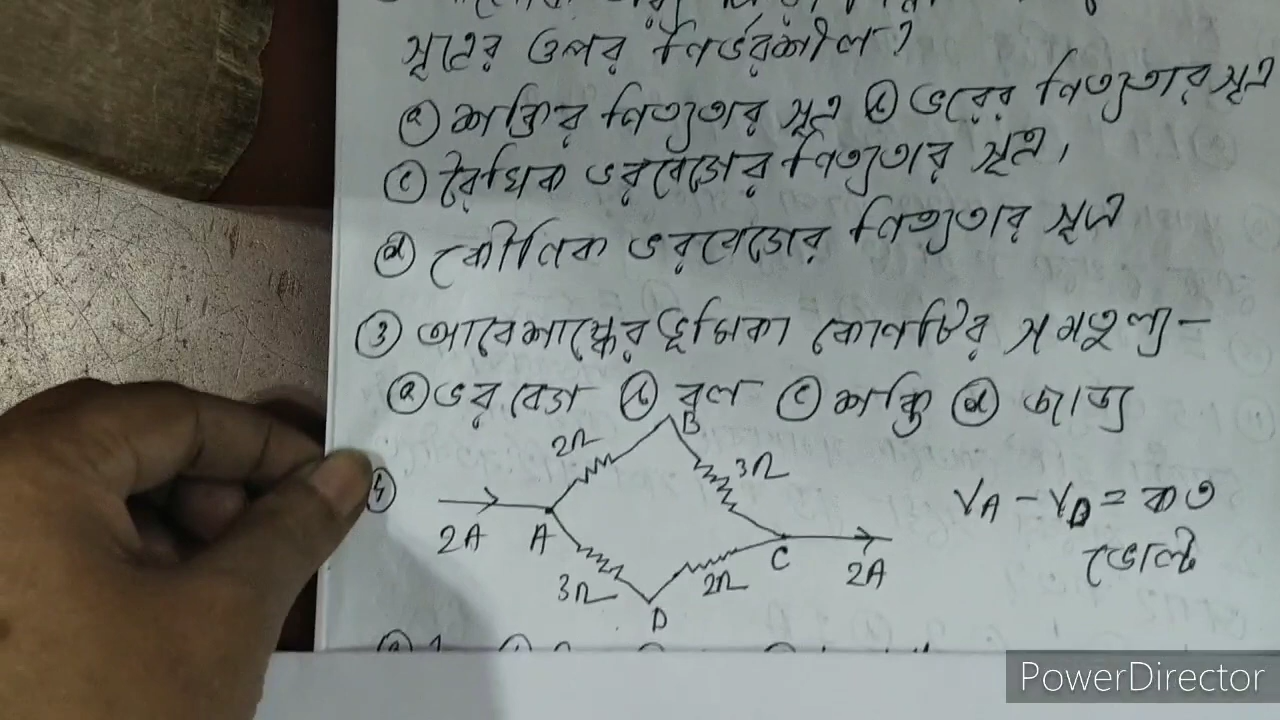 সূত্রের ওপর নির্ভরশীল?
ⓐ শক্তির নিত্যতার সূত্র ⓑ ভরের নিত্যতার সূত্র
ⓒ রৈখিক ভরবেগের নিত্যতার সূত্র।
ⓓ কৌনিক ভরবেগের নিত্যতার সূত্র
③ আবেশাঙ্কের ভূমিকা কোনটির সমতুল্য-
ⓐ ভরবেগ ⓑ বল ⓒ শক্তি ⓓ জাড্য
B
2Ω 3Ω
④ 2A A C 2A
3Ω 2Ω
D
VA - VD = কত
ভোল্ট
PowerDirector